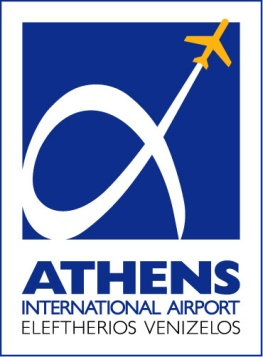 ATHENS
INTERNATIONAL AIRPORT
ELEFTHERIOS VENIZELOS